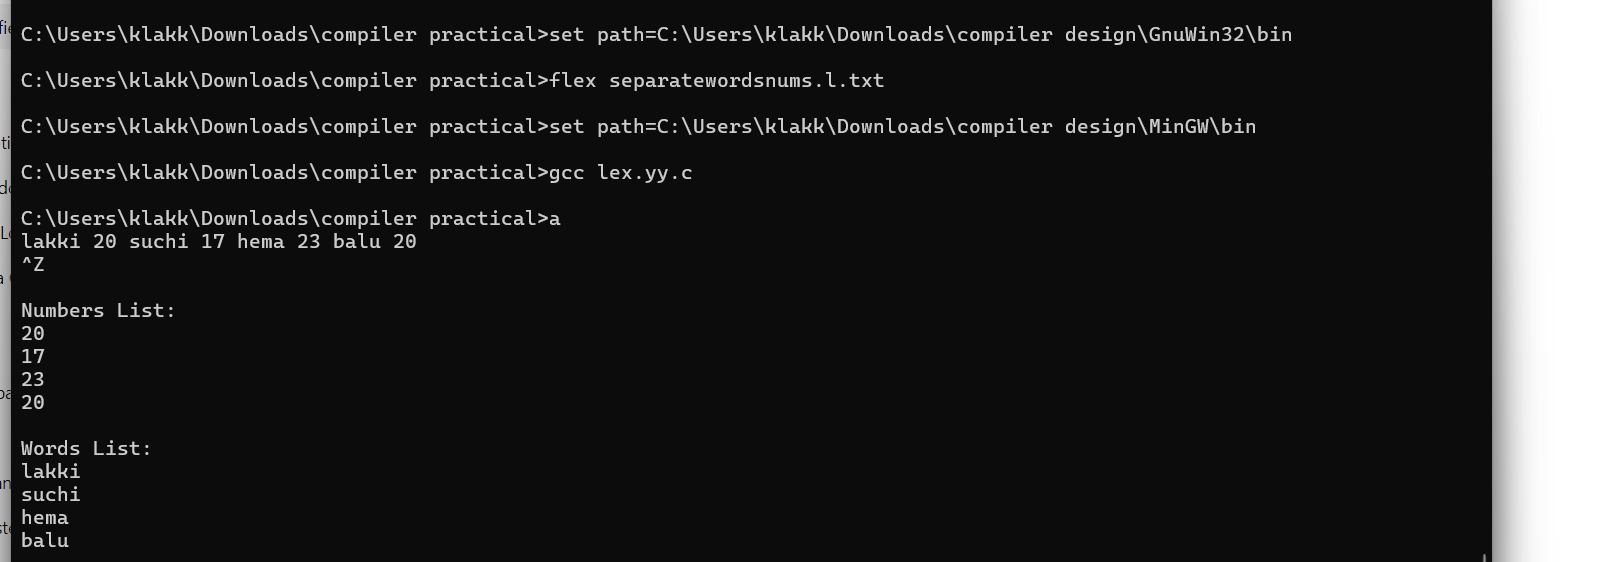 C:\Users\klakk\Downloads\compiler practical>set path=C:\Users\klakk\Downloads\compiler design\GnuWin32\bin
C:\Users\klakk\Downloads\compiler practical>flex separatewordsnums.l.txt
C:\Users\klakk\Downloads\compiler practical>set path=C:\Users\klakk\Downloads\compiler design\MinGW\bin
C:\Users\klakk\Downloads\compiler practical>gcc lex.yy.c
C:\Users\klakk\Downloads\compiler practical>a
lakki 20 suchi 17 hema 23 balu 20
^Z
Numbers List:
20
17
23
20
Words List:
lakki
suchi
hema
balu